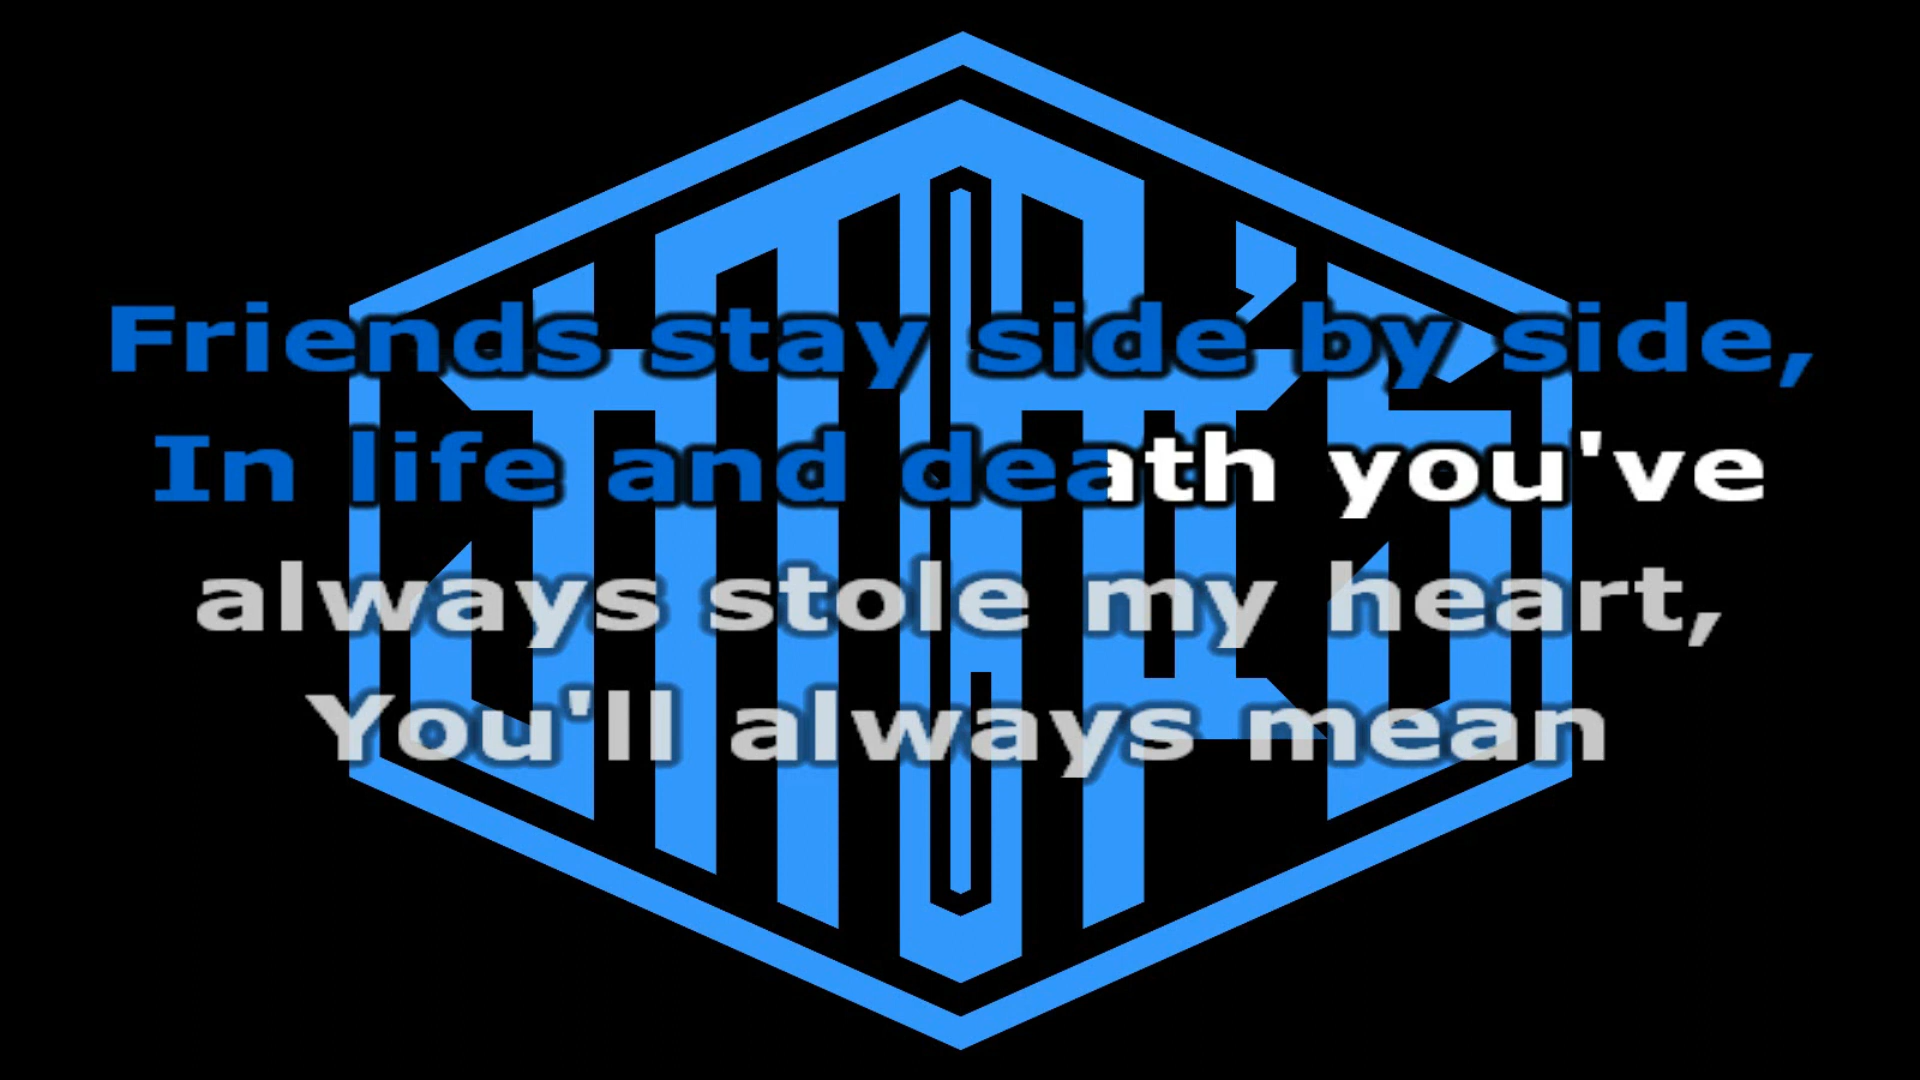 Friends stay side by side,
In life and death you've
always stole my heart,
You'll always mean